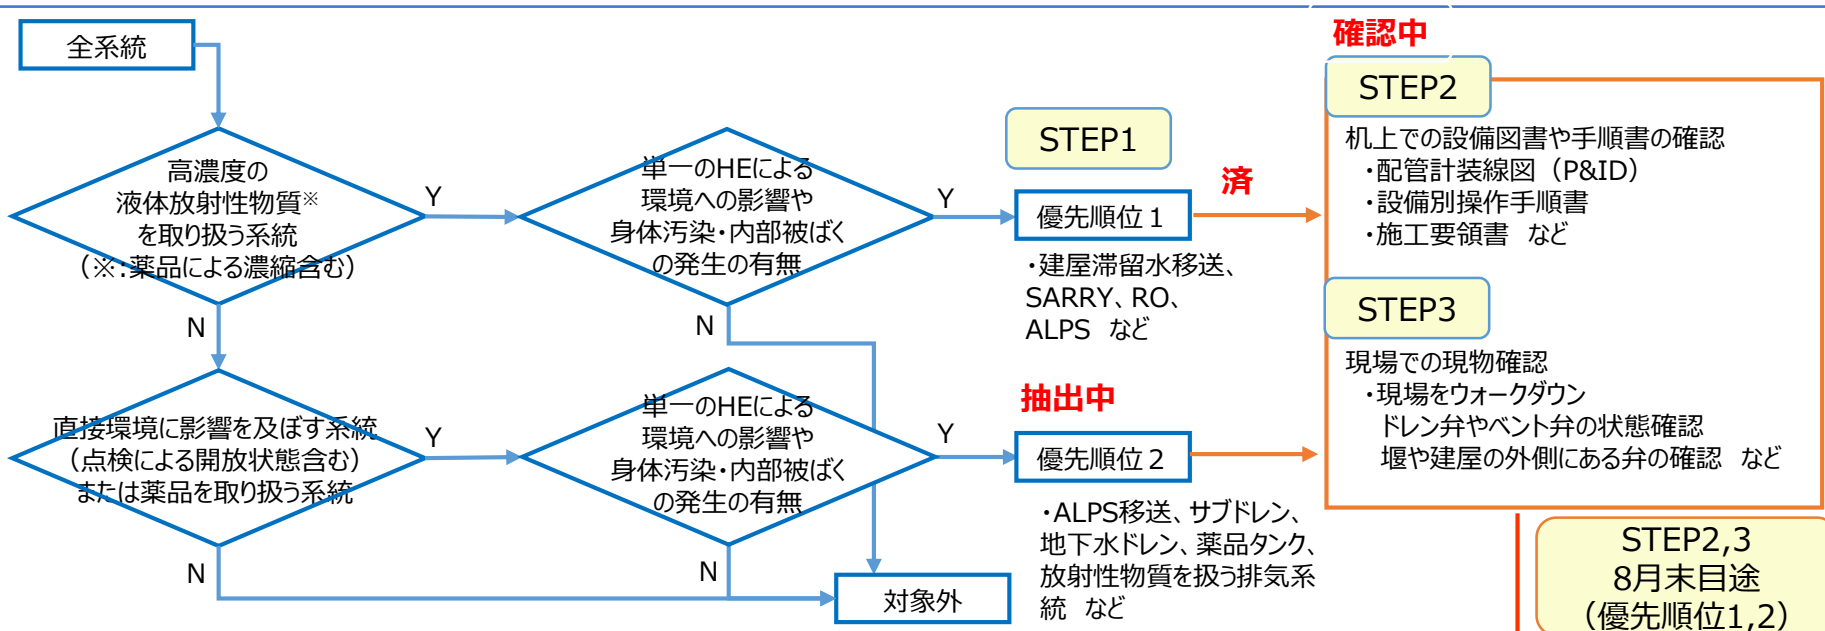 全系統
高濃度の
液体放射性物質※
を取り扱う系統
（※：薬品による濃縮含む）
Y
N
単一のHEによる
環境への影響や
身体汚染・内部被ばく
の発生の有無
Y
N
STEP1
優先順位１
・建屋滞留水移送、
SARRY、RO、
ALPS など
済
直接環境に影響を及ぼす系統
（点検による開放状態含む）
または薬品を取り扱う系統
Y
N
単一のHEによる
環境への影響や
身体汚染・内部被ばく
の発生の有無
Y
N
抽出中
優先順位２
・ALPS移送、サブドレン、
地下水ドレン、薬品タンク、
放射性物質を扱う排気系
統 など
対象外
確認中
STEP2
机上での設備図書や手順書の確認
・配管計装線図（P&ID）
・設備別操作手順書
・施工要領書 など
STEP3
現場での現物確認
・現場をウォークダウン
ドレン弁やベント弁の状態確認
堰や建屋の外側にある弁の確認 など
STEP2,3
8月末目途
（優先順位1,2）